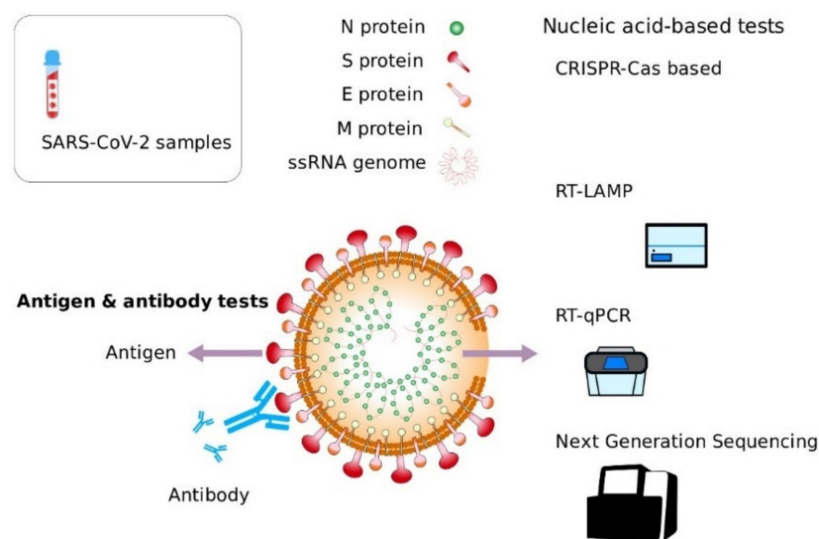 SARS-CoV-2 samples
N protein
S protein
E protein
M protein
ssRNA genome
Nucleic acid-based tests
CRISPR-Cas based
RT-LAMP
RT-qPCR
Next Generation Sequencing
Antigen & antibody tests
Antigen
Antibody